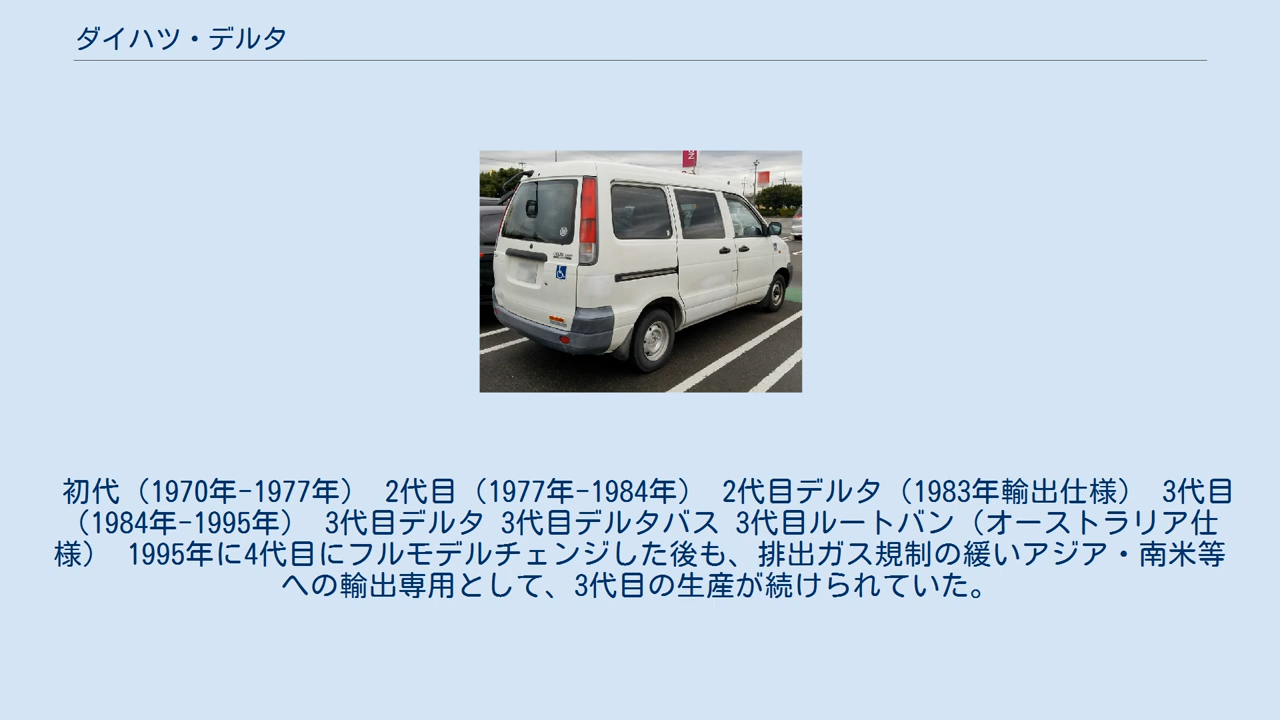 ダイハツ・デルタ
初代（1970年-1977年） 2代目（1977年-1984年） 2代目デルタ（1983年輸出仕様） 3代目
（1984年-1995年） 3代目デルタ 3代目デルタバス 3代目ルートバン（オーストラリア仕
様） 1995年に4代目にフルモデルチェンジした後も、排出ガス規制の緩いアジア・南米等
への輸出専用として、3代目の生産が続けられていた。